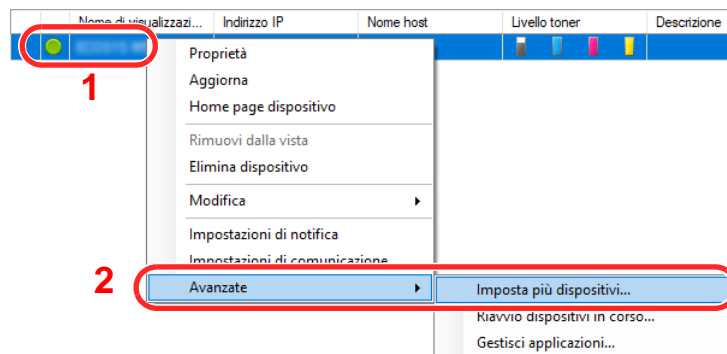 Nome di visualizzazi... Indirizzo IP Nome host Livello toner Descrizione
1
Proprietà
Aggiorna
Home page dispositivo
Rimuovi dalla vista
Elimina dispositivo
Modifica
Impostazioni di notifica
Impostazioni di comunicazione
2
Avanzate Imposta più dispositivi...
Riavvio dispositivi in corso...
Gestisci applicazioni...